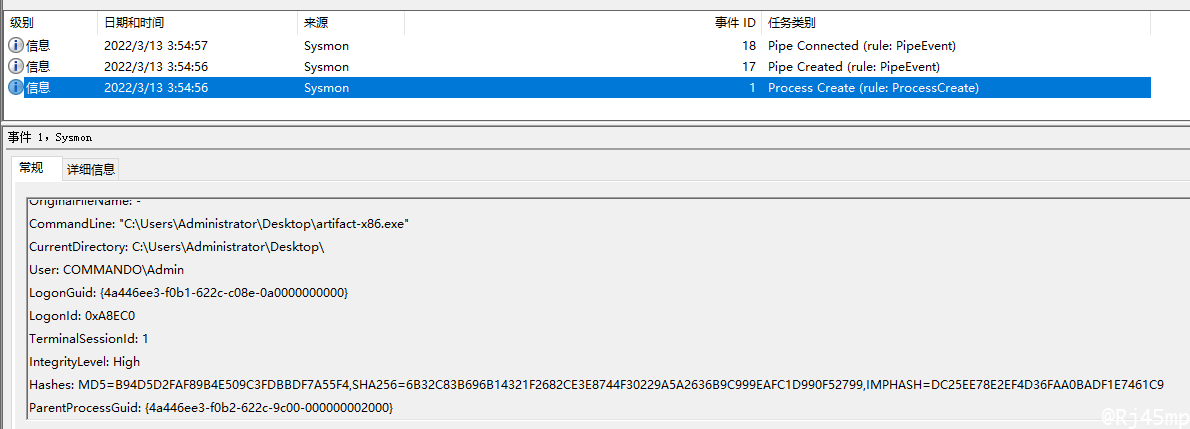 级别 日期和时间 来源 事件 ID 任务类别
信息 2022/3/13 3:54:57 Sysmon 18 Pipe Connected (rule: PipeEvent)
信息 2022/3/13 3:54:56 Sysmon 17 Pipe Created (rule: PipeEvent)
信息 2022/3/13 3:54:56 Sysmon 1 Process Create (rule: ProcessCreate)
事件 1，Sysmon
常规 详细信息
OriginalFileName: -
CommandLine: "C:\Users\Administrator\Desktop\artifact-x86.exe"
CurrentDirectory: C:\Users\Administrator\Desktop\
User: COMMANDO\Admin
LogonGuid: {4a446ee3-f0b1-622c-c08e-0a0000000000}
LogonId: 0xA8EC0
TerminalSessionId: 1
IntegrityLevel: High
Hashes: MD5=B94D5D2FAF89B4E509C3FDBBDF7A55F4,SHA256=6B32C83B696B14321F2682CE3E8744F30229A5A2636B9C999EAFC1D990F52799,IMPHASH=DC25EE78E2EF4D36FAA0BADF1E7461C9
ParentProcessGuid: {4a446ee3-f0b2-622c-9c00-000000002000}
@Rj45mp